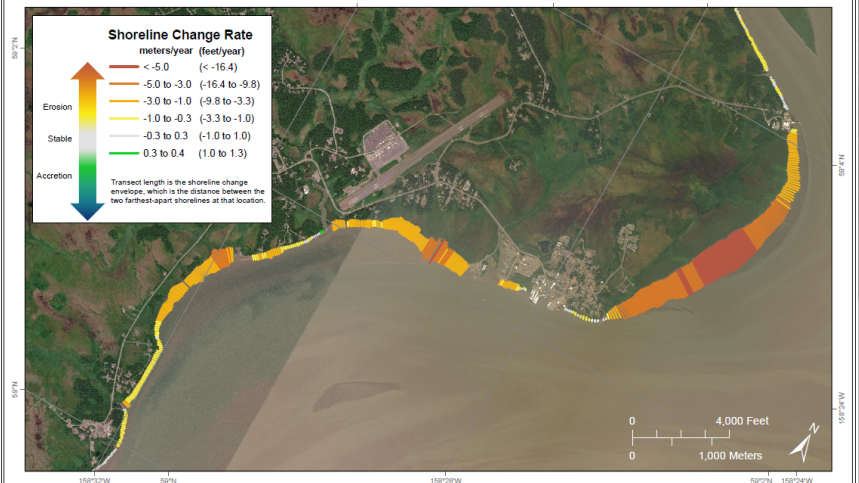 Shoreline Change Rate
meters/year (feet/year)
< -5.0 (< -16.4)
-5.0 to -3.0 (-16.4 to -9.8)
-3.0 to -1.0 (-9.8 to -3.3)
-1.0 to -0.3 (-3.3 to -1.0)
-0.3 to 0.3 (-1.0 to 1.0)
0.3 to 0.4 (1.0 to 1.3)
Erosion
Stable
Accretion
Transect length is the shoreline change
envelope, which is the distance between the
two farthest-apart shorelines at that location.
59°2'N
59°N
59°4'N
158°24'W
0 4,000 Feet
0 1,000 Meters
N
158°32'W 59°N 158°28'W 59°2'N 158°24'W